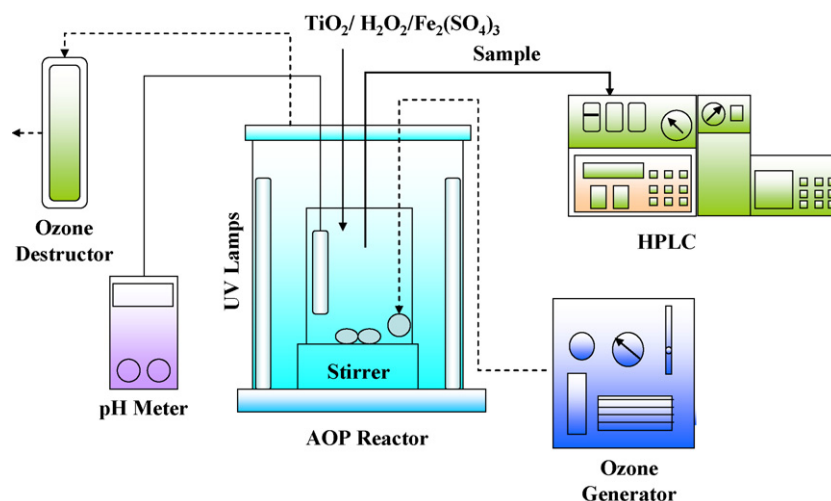 TiO₂/ H₂O₂/Fe₂(SO₄)₃
Sample
Ozone
Destructor
UV Lamps
HPLC
pH Meter
Stirrer
AOP Reactor
Ozone
Generator